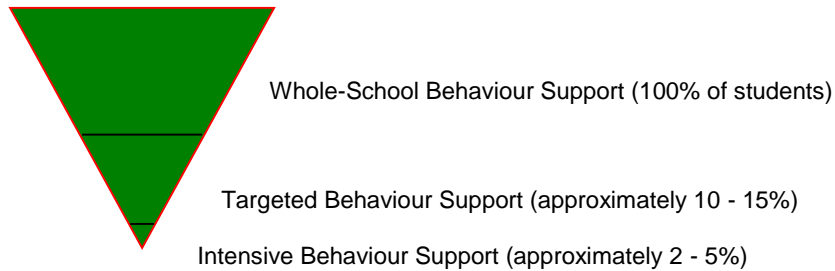 Whole-School Behaviour Support (100% of students)
Targeted Behaviour Support (approximately 10 - 15%)
Intensive Behaviour Support (approximately 2 - 5%)